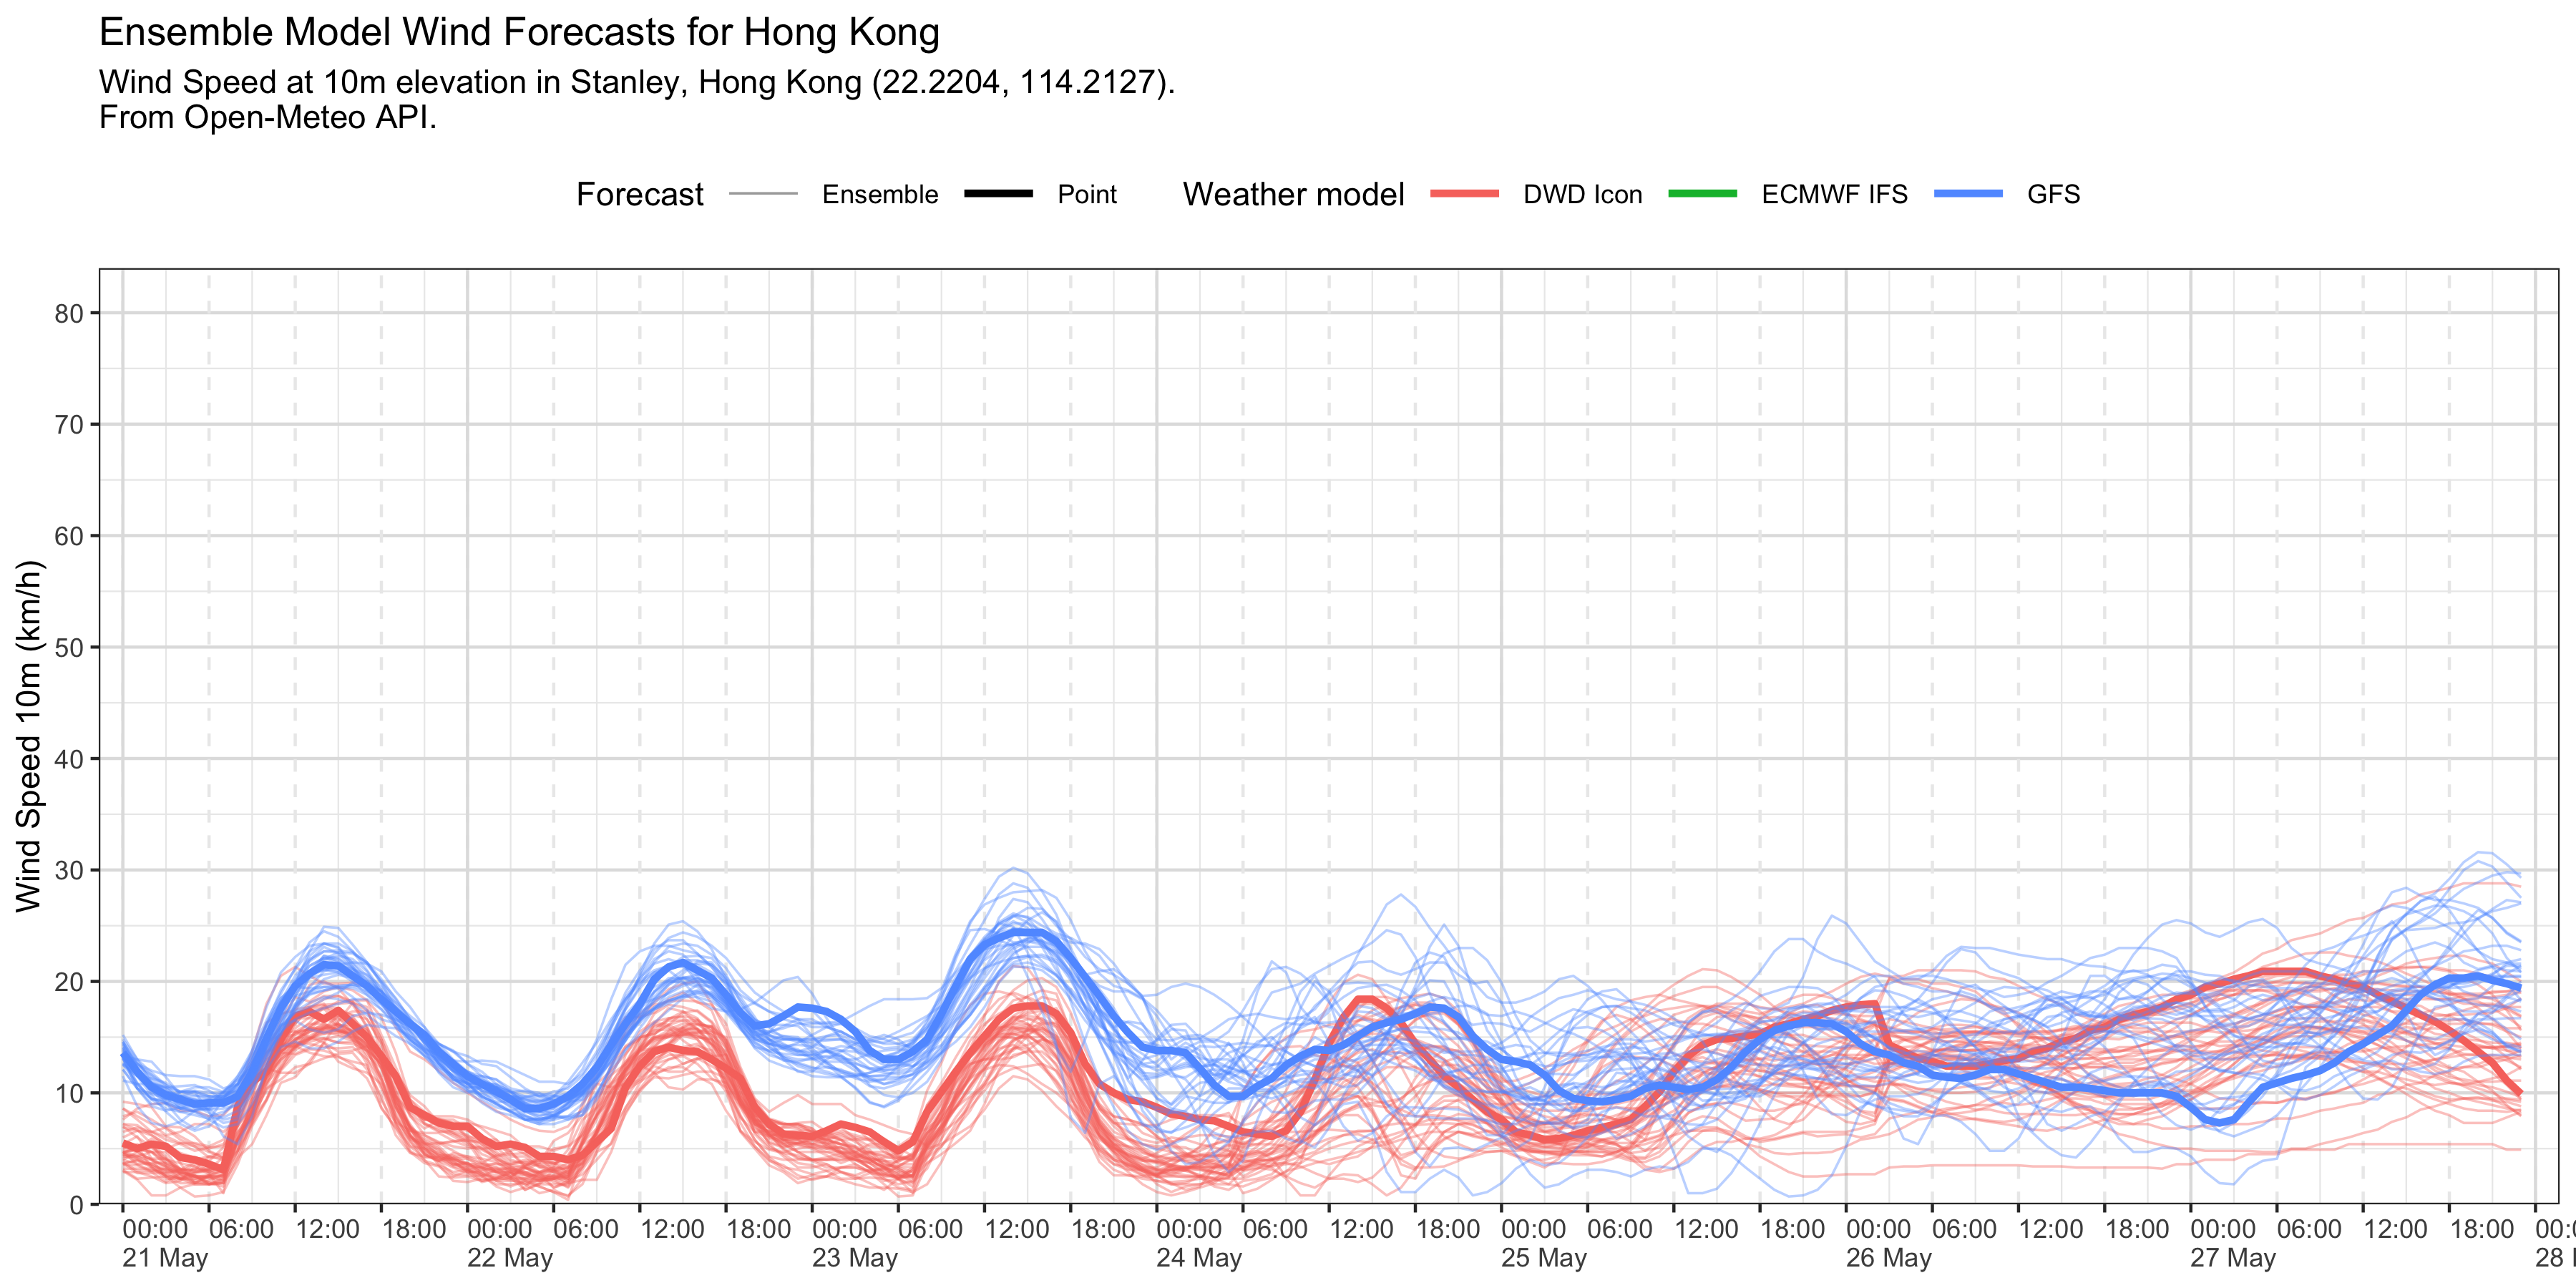 Ensemble Model Wind Forecasts for Hong Kong
Wind Speed at 10m elevation in Stanley, Hong Kong (22.2204, 114.2127).
From Open-Meteo API.
Forecast Ensemble Point Weather model DWD Icon ECMWF IFS GFS
Wind Speed 10m (km/h)
80
70
60
50
40
30
20
10
0
00:00 06:00 12:00 18:00 00:00 06:00 12:00 18:00 00:00 06:00 12:00 18:00 00:00 06:00 12:00 18:00 00:00 06:00 12:00 18:00 00:00 06:00 12:00 18:00 00:00 06:00 12:00 18:00
21 May 22 May 23 May 24 May 25 May 26 May 27 May 28